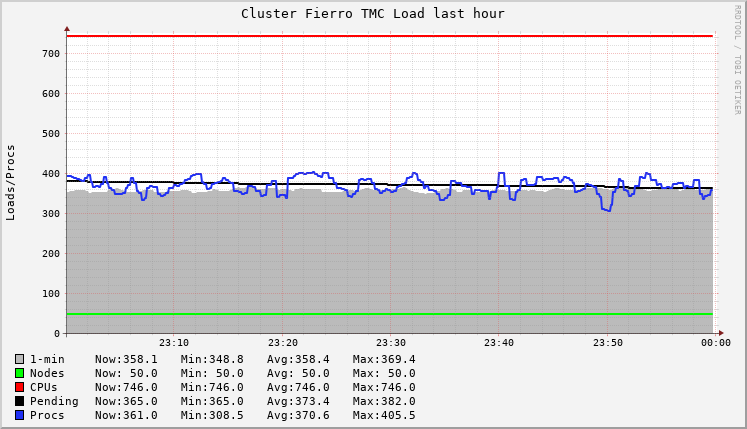 Cluster Fierro TMC Load last hour
RRDTOOL / TOBI OETIKER
Loads/Procs
700
600
500
400
300
200
100
0
23:10 23:20 23:30 23:40 23:50 00:00
1-min Now:358.1 Min:348.8 Avg:358.4 Max:369.4
Nodes Now: 50.0 Min: 50.0 Avg: 50.0 Max: 50.0
CPUs Now:746.0 Min:746.0 Avg:746.0 Max:746.0
Pending Now:365.0 Min:365.0 Avg:373.4 Max:382.0
Procs Now:361.0 Min:308.5 Avg:370.6 Max:405.5